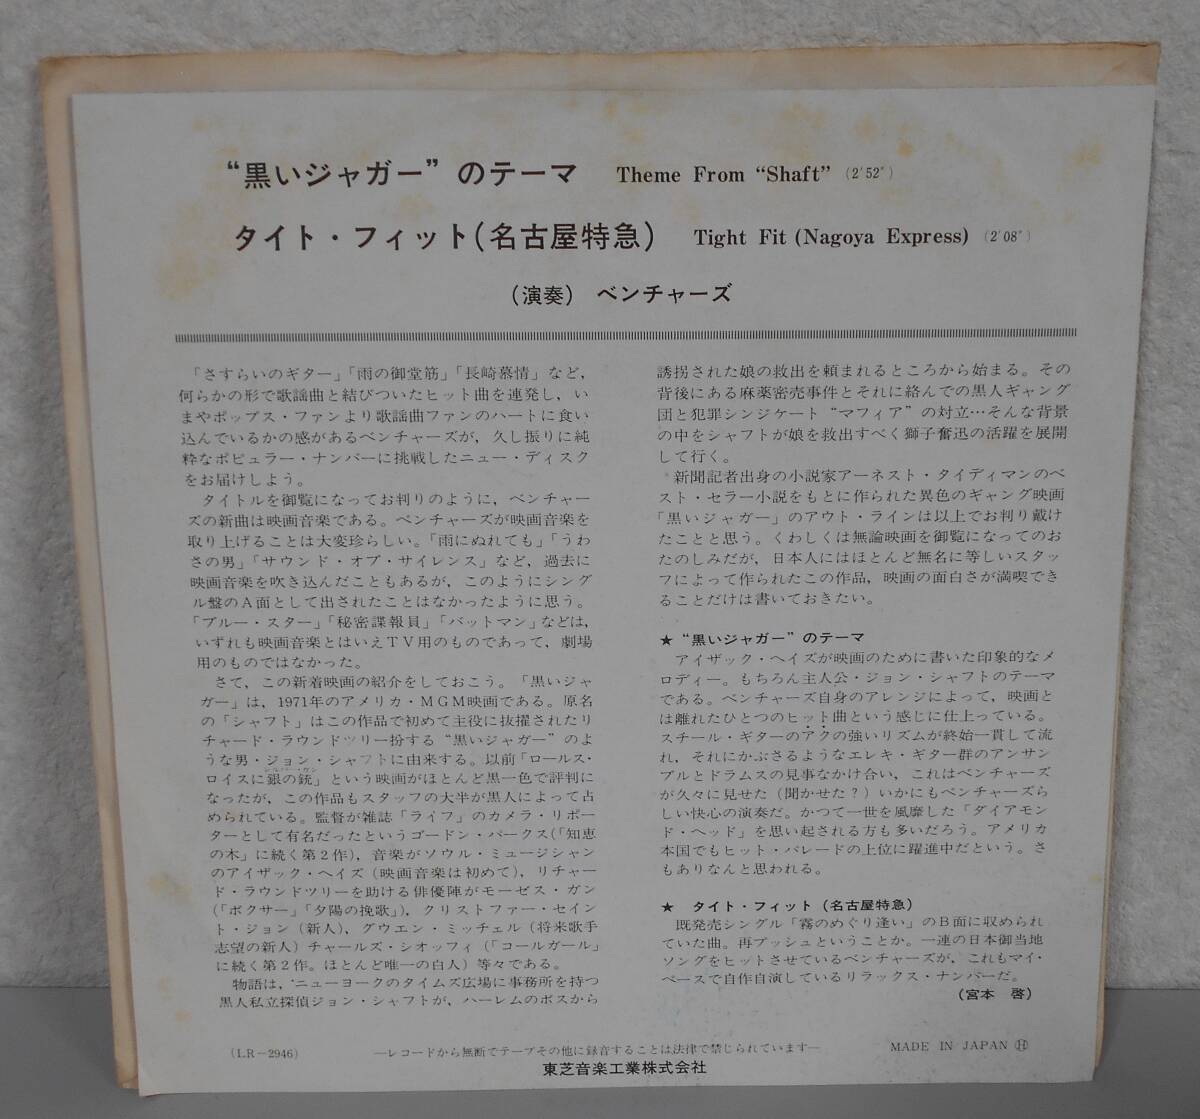 “黒いジャガー”のテーマ Theme From “Shaft” (2′52″)
タイト・フィット(名古屋特急) Tight Fit (Nagoya Express) (2′08″)
(演奏) ベンチャーズ
「さすらいのギター」「雨の御堂筋」「長崎慕情」など，
何らかの形で歌謡曲と結びついたヒット曲を連発し，い
まやポップス・ファンより歌謡曲ファンのハートに食い
込んでいるかの感があるベンチャーズが，久し振りに純
粋なポピュラー・ナンバーに挑戦したニュー・ディスク
をお届けしよう。
タイトルを御覧になってお判りのように，ベンチャー
ズの新曲は映画音楽である。ベンチャーズが映画音楽を
取り上げることは大変珍らしい。「雨にぬれても」「うわ
さの男」「サウンド・オブ・サイレンス」など，過去に
映画音楽を吹き込んだこともあるが，このようにシング
ル盤のA面として出されたことはなかったように思う。
「ブルー・スター」「秘密諜報員」「バットマン」などは，
いずれも映画音楽とはいえTV用のものであって，劇場
用のものではなかった。
さて，この新着映画の紹介をしておこう。「黒いジャ
ガー」は，1971年のアメリカ・MGM映画である。原名
の「シャフト」はこの作品で初めて主役に抜擢されたリ
チャード・ラウンドツリー扮する“黒いジャガー”のよ
うな男・ジョン・シャフトに由来する。以前「ロールス・
ロイスに銀の銃」という映画がほとんど黒一色で評判に
なったが，この作品もスタッフの大半が黒人によって占
められている。監督が雑誌「ライフ」のカメラ・リポー
ターとして有名だったというゴードン・パークス(「知恵
の木」に続く第2作)，音楽がソウル・ミュージシャン
のアイザック・ヘイズ(映画音楽は初めて)，リチャー
ド・ラウンドツリーを助ける俳優陣がモーゼス・ガン
(「ボクサー」「夕陽の挽歌」)，クリストファー・セイン
ト・ジョン(新人)，グウエン・ミッチェル(将来歌手
志望の新人)チャールズ・シオッフィ(「コールガール」
に続く第2作。ほとんど唯一の白人)等々である。
物語は，ニューヨークのタイムズ広場に事務所を持つ
黒人私立探偵ジョン・シャフトが，ハーレムのボスから
誘拐された娘の救出を頼まれるところから始まる。その
背後にある麻薬密売事件とそれに絡んでの黒人ギャング
団と犯罪シンジケート“マフィア”の対立…そんな背景
の中をシャフトが娘を救出すべく獅子奮迅の活躍を展開
して行く。
新聞記者出身の小説家アーネスト・タイディマンのベ
スト・セラー小説をもとに作られた異色のギャング映画
「黒いジャガー」のアウト・ラインは以上でお判り戴け
たことと思う。くわしくは無論映画を御覧になってのお
たのしみだが，日本人にはほとんど無名に等しいスタッ
フによって作られたこの作品，映画の面白さが満喫でき
ることだけは書いておきたい。
★ “黒いジャガー”のテーマ
アイザック・ヘイズが映画のために書いた印象的なメ
ロディー。もちろん主人公・ジョン・シャフトのテーマ
である。ベンチャーズ自身のアレンジによって，映画と
は離れたひとつのヒット曲という感じに仕上っている。
スチール・ギターのアクの強いリズムが終始一貫して流
れ，それにかぶさるようなエレキ・ギター群のアンサン
ブルとドラムスの見事なかけ合い，これはベンチャーズ
が久々に見せた(聞かせた？)いかにもベンチャーズら
しい快心の演奏だ。かつて一世を風靡した「ダイアモン
ド・ヘッド」を思い起される方も多いだろう。アメリカ
本国でもヒット・パレードの上位に躍進中だという。さ
もありなんと思われる。
★ タイト・フィット(名古屋特急)
既発売シングル「霧のめぐり逢い」のB面に収められ
ていた曲。再プッシュということか。一連の日本御当地
ソングをヒットさせているベンチャーズが，これもマイ・
ペースで自作自演しているリラックス・ナンバーだ。
(宮本 啓)
(LR-2946) ―レコードから無断でテープその他に録音することは法律で禁じられています― MADE IN JAPAN Ⓗ
東芝音楽工業株式会社